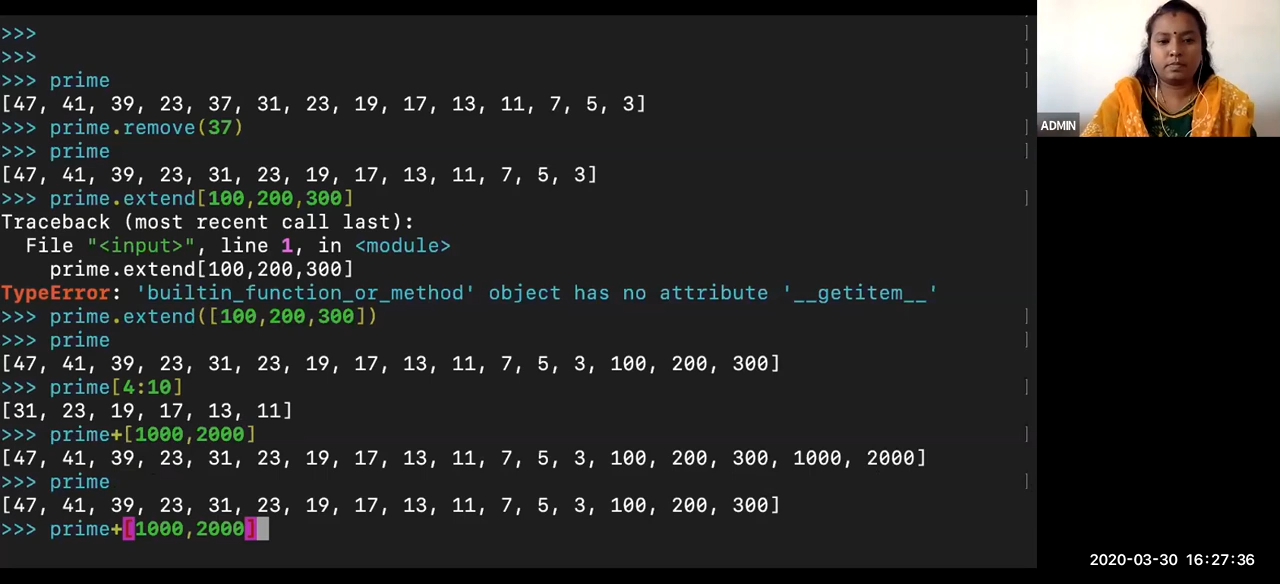 >>>
>>>
>>> prime
[47, 41, 39, 23, 37, 31, 23, 19, 17, 13, 11, 7, 5, 3]
>>> prime.remove(37)
>>> prime
[47, 41, 39, 23, 31, 23, 19, 17, 13, 11, 7, 5, 3]
>>> prime.extend[100,200,300]
Traceback (most recent call last):
  File "<input>", line 1, in <module>
    prime.extend[100,200,300]
TypeError: 'builtin_function_or_method' object has no attribute '__getitem__'
>>> prime.extend([100,200,300])
>>> prime
[47, 41, 39, 23, 31, 23, 19, 17, 13, 11, 7, 5, 3, 100, 200, 300]
>>> prime[4:10]
[31, 23, 19, 17, 13, 11]
>>> prime+[1000,2000]
[47, 41, 39, 23, 31, 23, 19, 17, 13, 11, 7, 5, 3, 100, 200, 300, 1000, 2000]
>>> prime
[47, 41, 39, 23, 31, 23, 19, 17, 13, 11, 7, 5, 3, 100, 200, 300]
>>> prime+[1000,2000]
ADMIN
2020-03-30 16:27:36